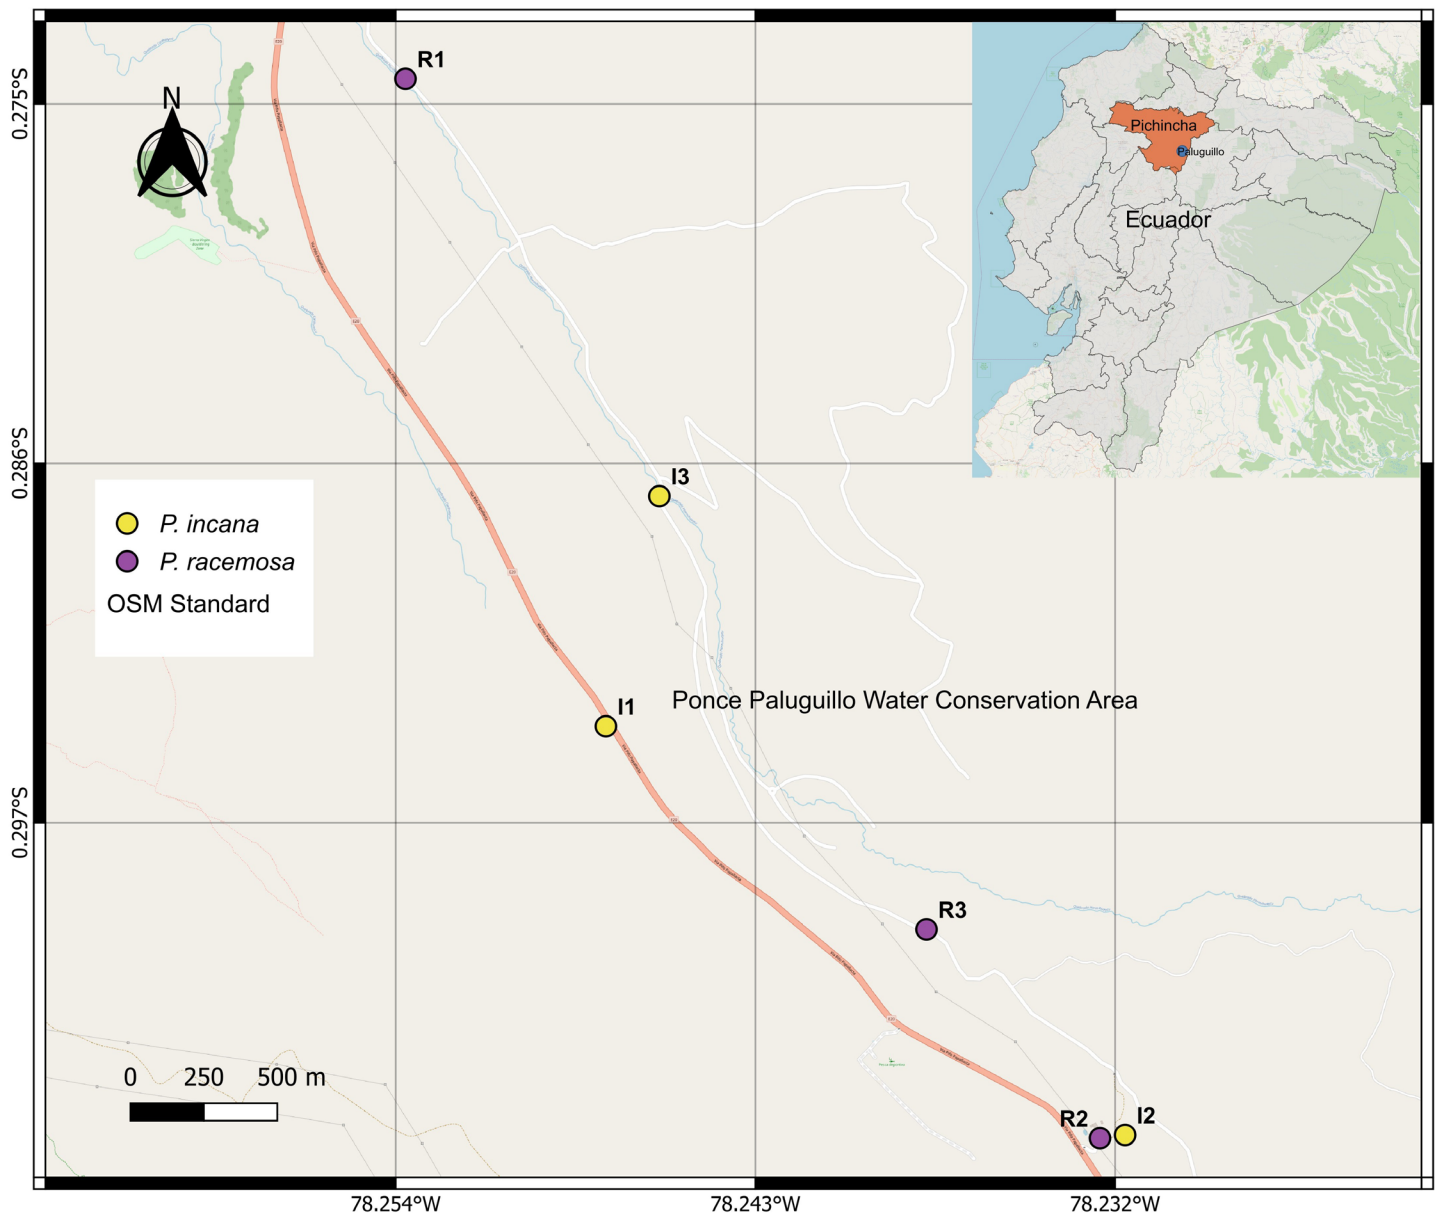 R1
N
0.275°S
Pichincha
Paluguillo
Ecuador
0.286°S
I3
P. incana
P. racemosa
OSM Standard
I1
Ponce Paluguillo Water Conservation Area
0.297°S
R3
0 250 500 m
R2
I2
78.254°W
78.243°W
78.232°W